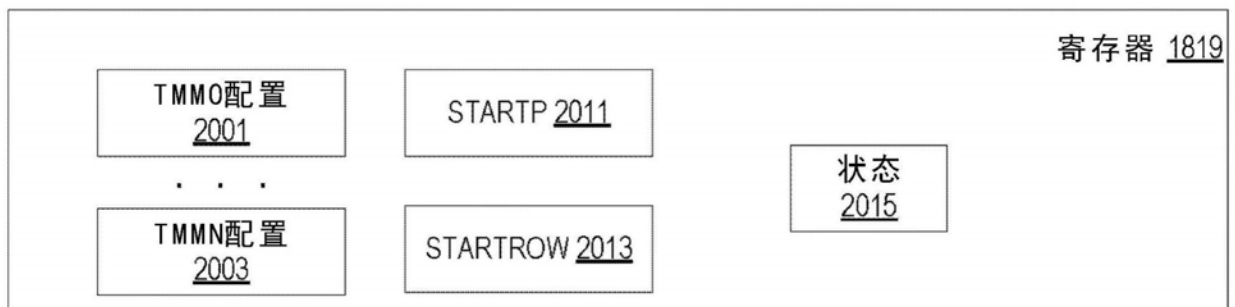 寄存器 1819
TMM0配置
2001
STARTP 2011
状态
2015
. . .
TMMN配置
2003
STARTROW 2013